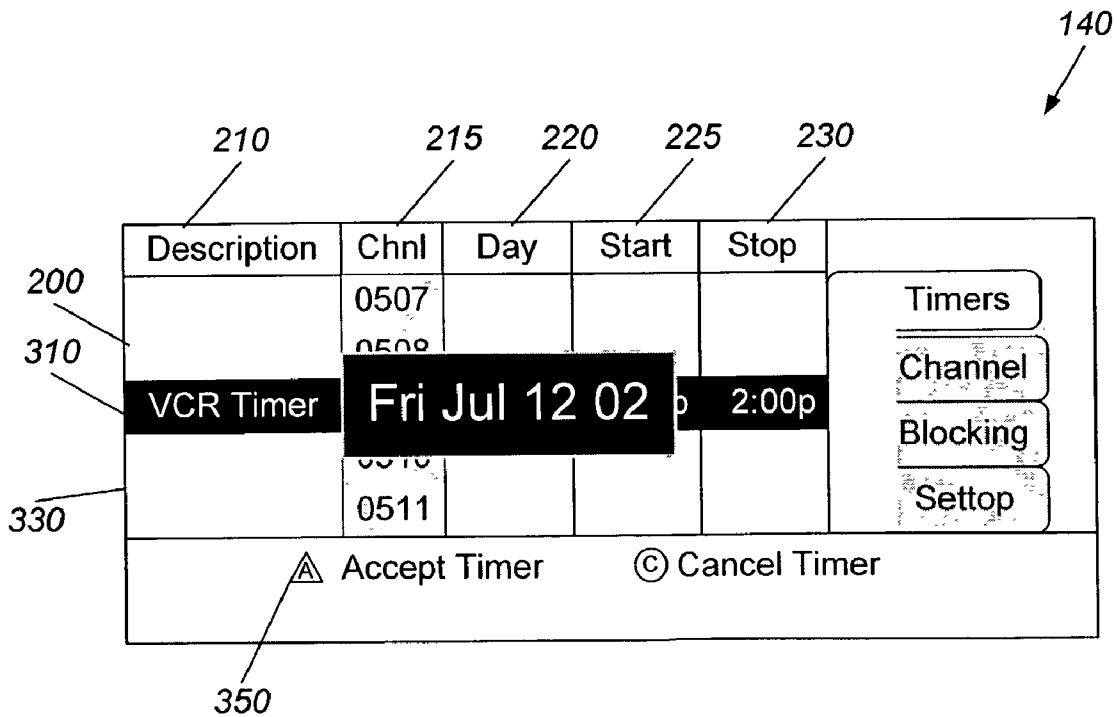 140
210 215 220 225 230
Description Chnl Day Start Stop
200
0507
Timers
310
0508
Channel
VCR Timer Fri Jul 12 02 p 2:00p
Blocking
330
0511
Settop
A Accept Timer C Cancel Timer
350